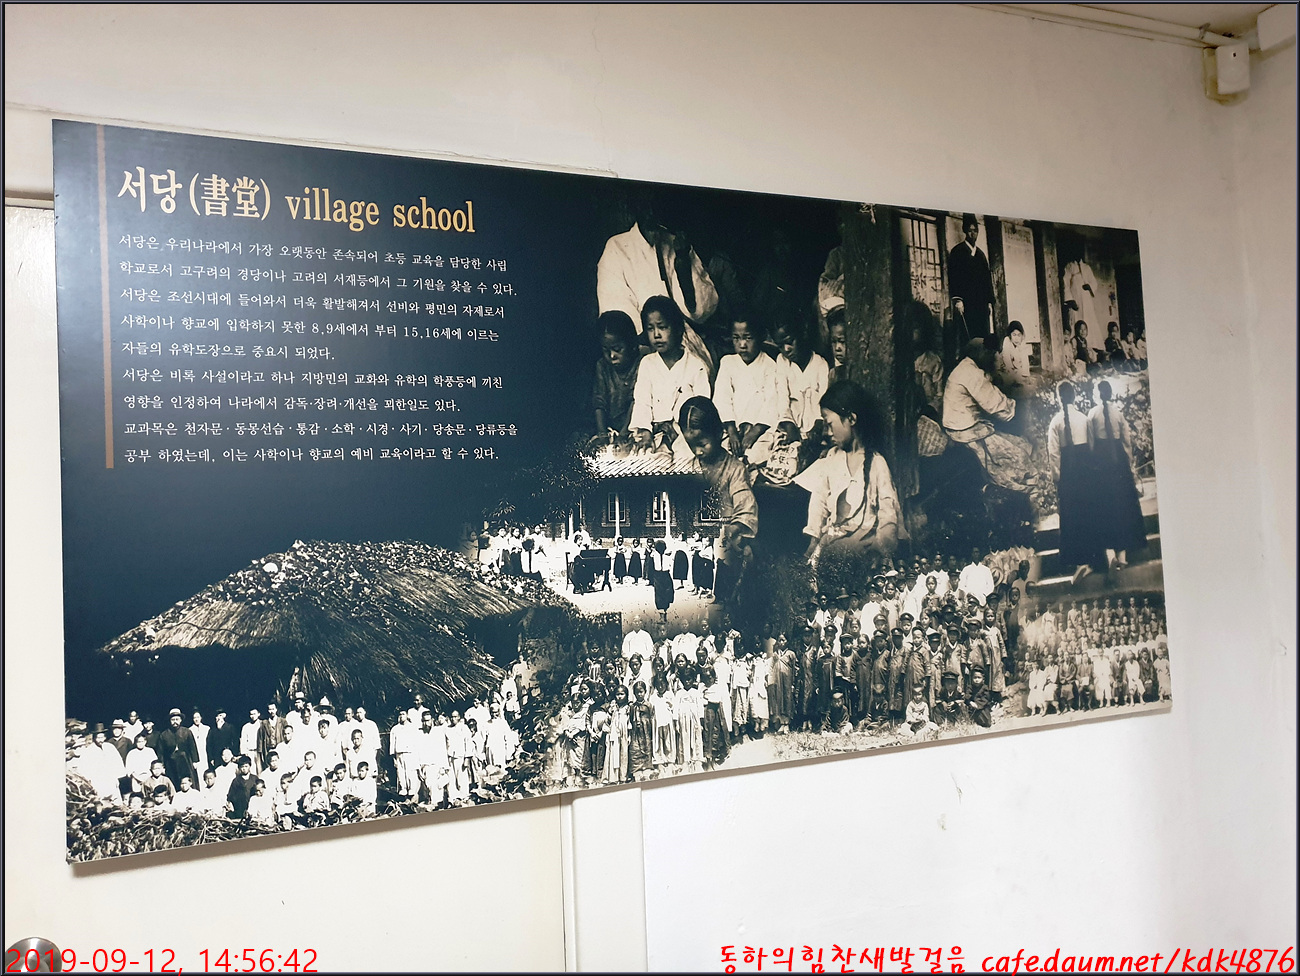 서당(書堂) village school
서당은 우리나라에서 가장 오랫동안 존속되어 초등 교육을 담당한 사립
학교로서 고구려의 경당이나 고려의 서재등에서 그 기원을 찾을 수 있다.
서당은 조선시대에 들어와서 더욱 활발해져서 선비와 평민의 자제로서
사학이나 향교에 입학하지 못한 8,9세에서 부터 15,16세에 이르는
자들의 유학도장으로 중요시 되었다.
서당은 비록 사설이라고 하나 지방민의 교화와 유학의 학풍등에 끼친
영향을 인정하여 나라에서 감독·장려·개선을 꾀한일도 있다.
교과목은 천자문·동몽선습·통감·소학·시경·사기·당송문·당류등을
공부 하였는데, 이는 사학이나 향교의 예비 교육이라고 할 수 있다.
2019-09-12, 14:56:42
동하의힘찬새발걸음 cafe.daum.net/kdk4876